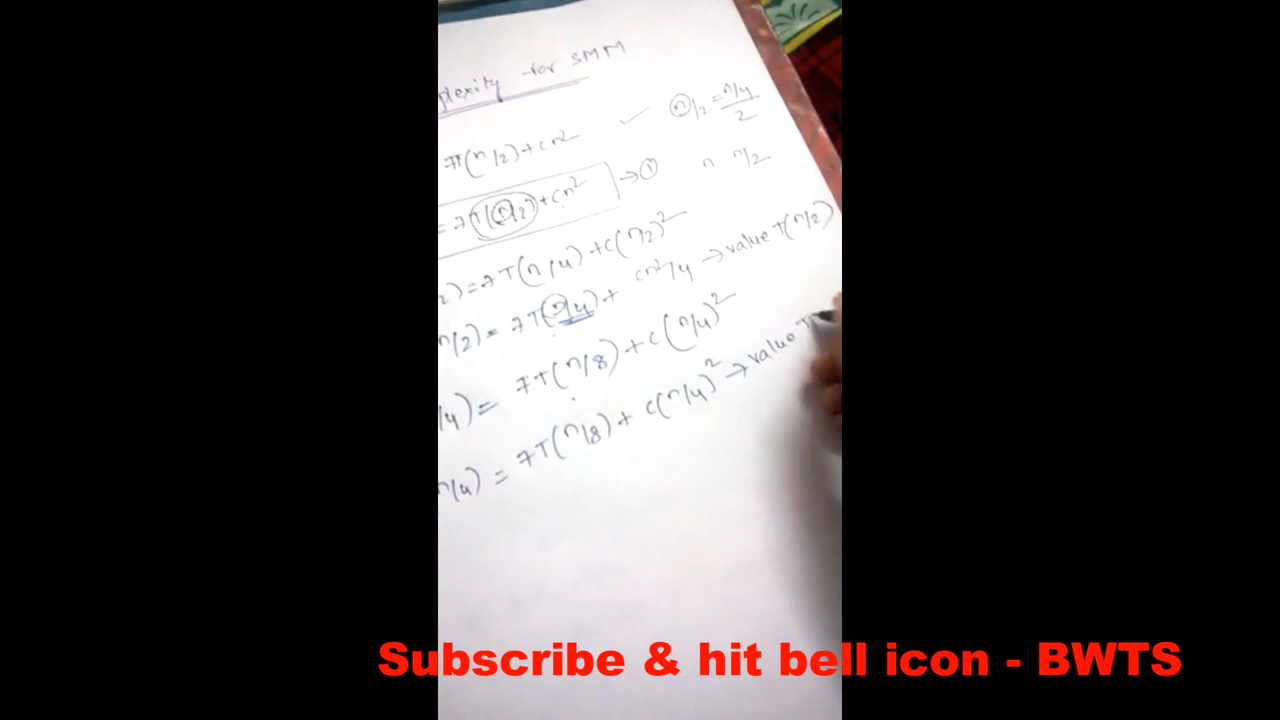 plexity for SMM
7T(n/2)+cn²
n/2 = n/4/2
= 7T(n/2)+cn² → ①
n n/2
2)=7T(n/4)+c(n/2)²
n/2)= 7T(n/4)+ cn²/4 → value T(n/2)
/4)= 7T(n/8)+c(n/4)²
n/4) = 7T(n/8)+ c(n/4)² → value T
Subscribe & hit bell icon - BWTS